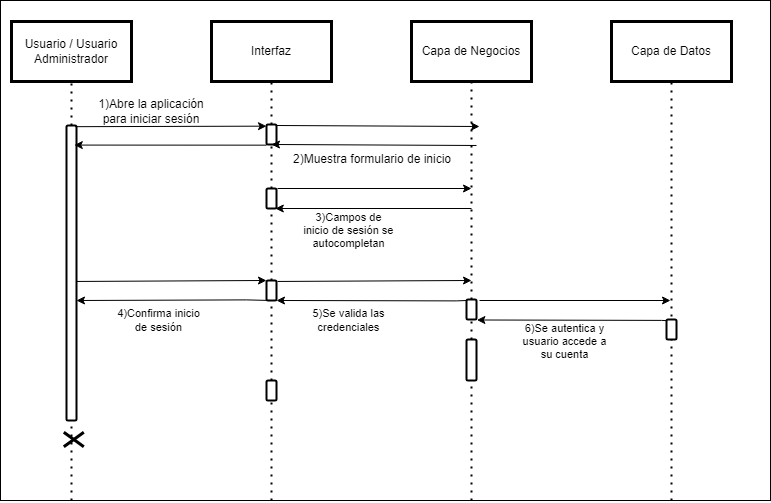 Usuario / Usuario
Administrador
Interfaz
Capa de Negocios
Capa de Datos
1)Abre la aplicación
para iniciar sesión
2)Muestra formulario de inicio
3)Campos de
inicio de sesión se
autocompletan
4)Confirma inicio
de sesión
5)Se valida las
credenciales
6)Se autentica y
usuario accede a
su cuenta